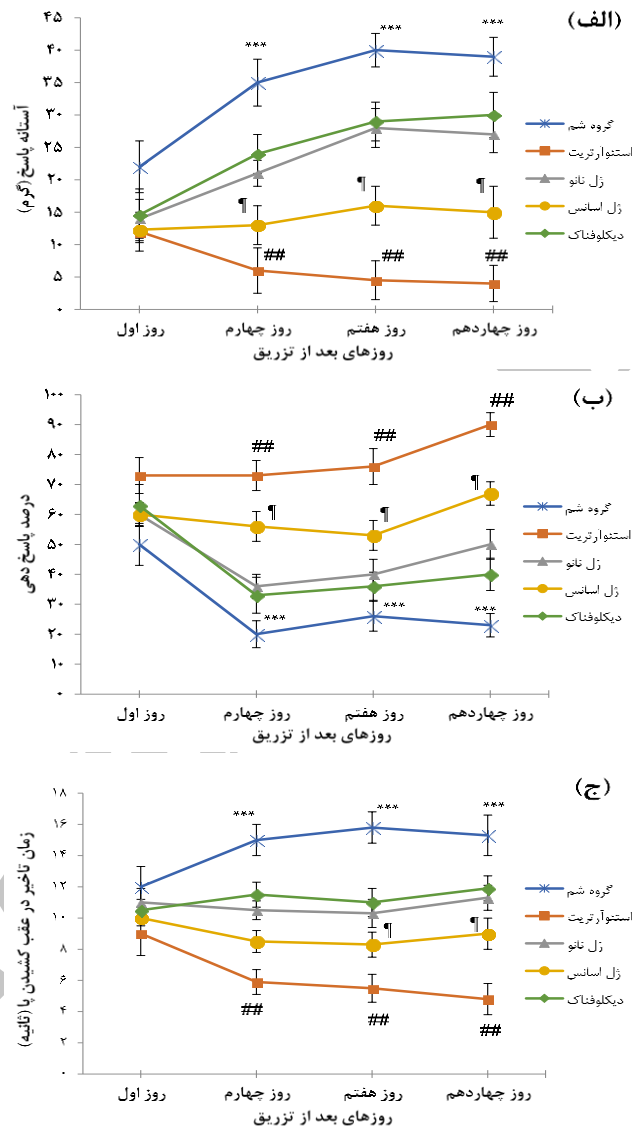 (الف)
آستانه پاسخ (گرم)
۴۵
۴۰
۳۵
۳۰
۲۵
۲۰
۱۵
۱۰
۵
۰
***
***
***
¶
¶
¶
##
##
##
گروه شم
استئوآرتریت
ژل نانو
ژل اسانس
دیکلوفناک
روز اول
روز چهارم
روز هفتم
روز چهاردهم
روزهای بعد از تزریق
(ب)
درصد پاسخ دهی
۱۰۰
۹۰
۸۰
۷۰
۶۰
۵۰
۴۰
۳۰
۲۰
۱۰
۰
##
##
##
¶
¶
¶
***
***
***
گروه شم
استئوآرتریت
ژل نانو
ژل اسانس
دیکلوفناک
روز اول
روز چهارم
روز هفتم
روز چهاردهم
روزهای بعد از تزریق
(ج)
زمان تاخیر در عقب کشیدن پا (ثانیه)
۱۸
۱۶
۱۴
۱۲
۱۰
۸
۶
۴
۲
۰
***
***
***
¶
¶
##
##
##
گروه شم
استئوآرتریت
ژل نانو
ژل اسانس
دیکلوفناک
روز اول
روز چهارم
روز هفتم
روز چهاردهم
روزهای بعد از تزریق